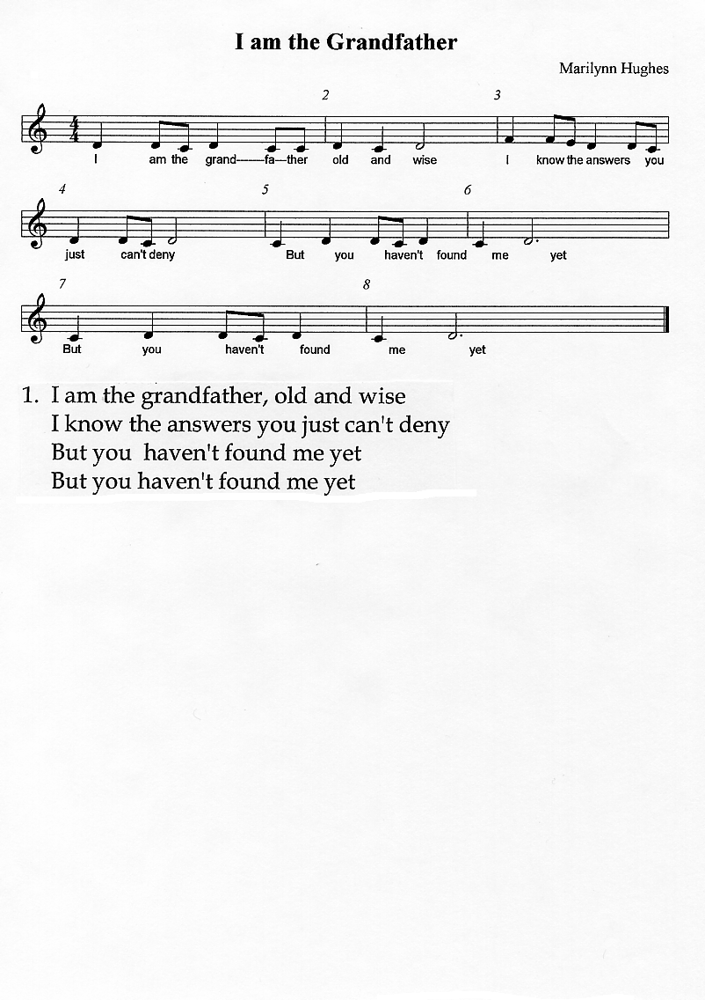 I am the Grandfather
Marilynn Hughes
2 3
4
4
I am the grand------fa---ther old and wise I know the answers you
4 5 6
just can't deny But you haven't found me yet
7 8
But you haven't found me yet
1. I am the grandfather, old and wise
I know the answers you just can't deny
But you haven't found me yet
But you haven't found me yet